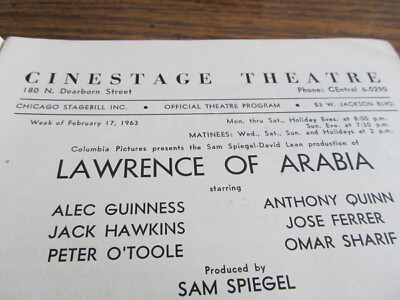 CINESTAGE THEATRE
180 N. Dearborn Street Phone: CEntral 6-0290
CHICAGO STAGEBILL INC. • OFFICIAL THEATRE PROGRAM • 53 W. JACKSON BLVD.
Week of February 17, 1963 Mon. thru Sat., Holiday Eves. at 8:00 p.m.
Sun. Eve. at 7:30 p.m.
MATINEES: Wed., Sat., Sun. and Holidays at 2 p.m.
Columbia Pictures presents the Sam Spiegel-David Lean production of
LAWRENCE OF ARABIA
starring
ALEC GUINNESS ANTHONY QUINN
JACK HAWKINS JOSE FERRER
PETER O'TOOLE OMAR SHARIF
Produced by
SAM SPIEGEL